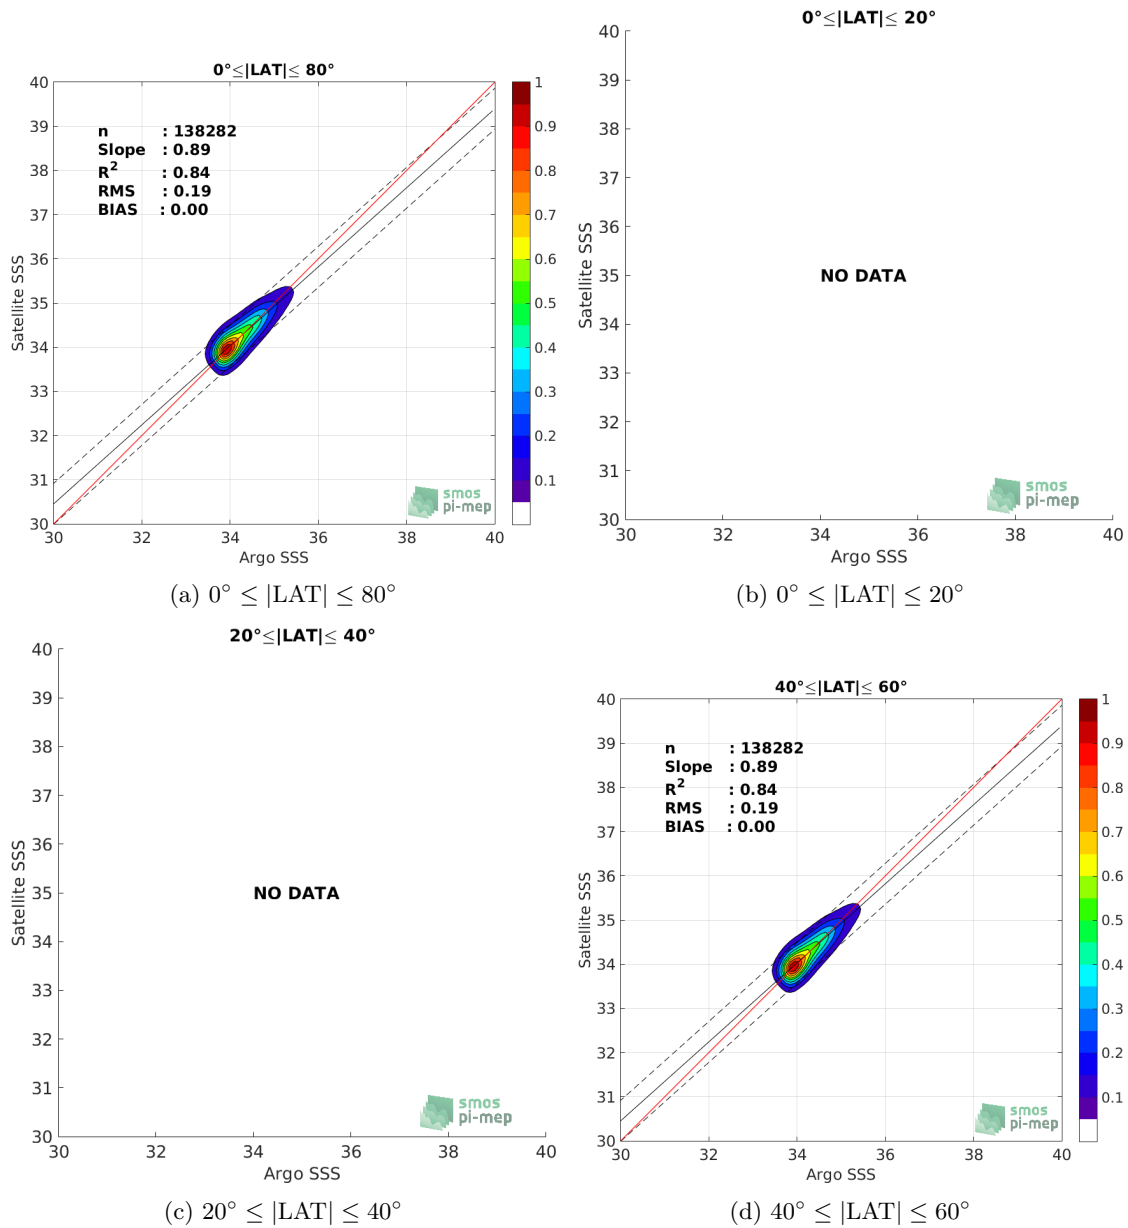 0°≤|LAT|≤ 80°
40
39
38
37
36
35
34
33
32
31
30
Satellite SSS
n : 138282
Slope : 0.89
R² : 0.84
RMS : 0.19
BIAS : 0.00
smos
pi-mep
30 32 34 36 38 40
Argo SSS
1
0.9
0.8
0.7
0.6
0.5
0.4
0.3
0.2
0.1
(a) 0° ≤ |LAT| ≤ 80°
0°≤|LAT|≤ 20°
40
39
38
37
36
35
34
33
32
31
30
Satellite SSS
NO DATA
smos
pi-mep
30 32 34 36 38 40
Argo SSS
(b) 0° ≤ |LAT| ≤ 20°
20°≤|LAT|≤ 40°
40
39
38
37
36
35
34
33
32
31
30
Satellite SSS
NO DATA
smos
pi-mep
30 32 34 36 38 40
Argo SSS
(c) 20° ≤ |LAT| ≤ 40°
40°≤|LAT|≤ 60°
40
39
38
37
36
35
34
33
32
31
30
Satellite SSS
n : 138282
Slope : 0.89
R² : 0.84
RMS : 0.19
BIAS : 0.00
smos
pi-mep
30 32 34 36 38 40
Argo SSS
1
0.9
0.8
0.7
0.6
0.5
0.4
0.3
0.2
0.1
(d) 40° ≤ |LAT| ≤ 60°